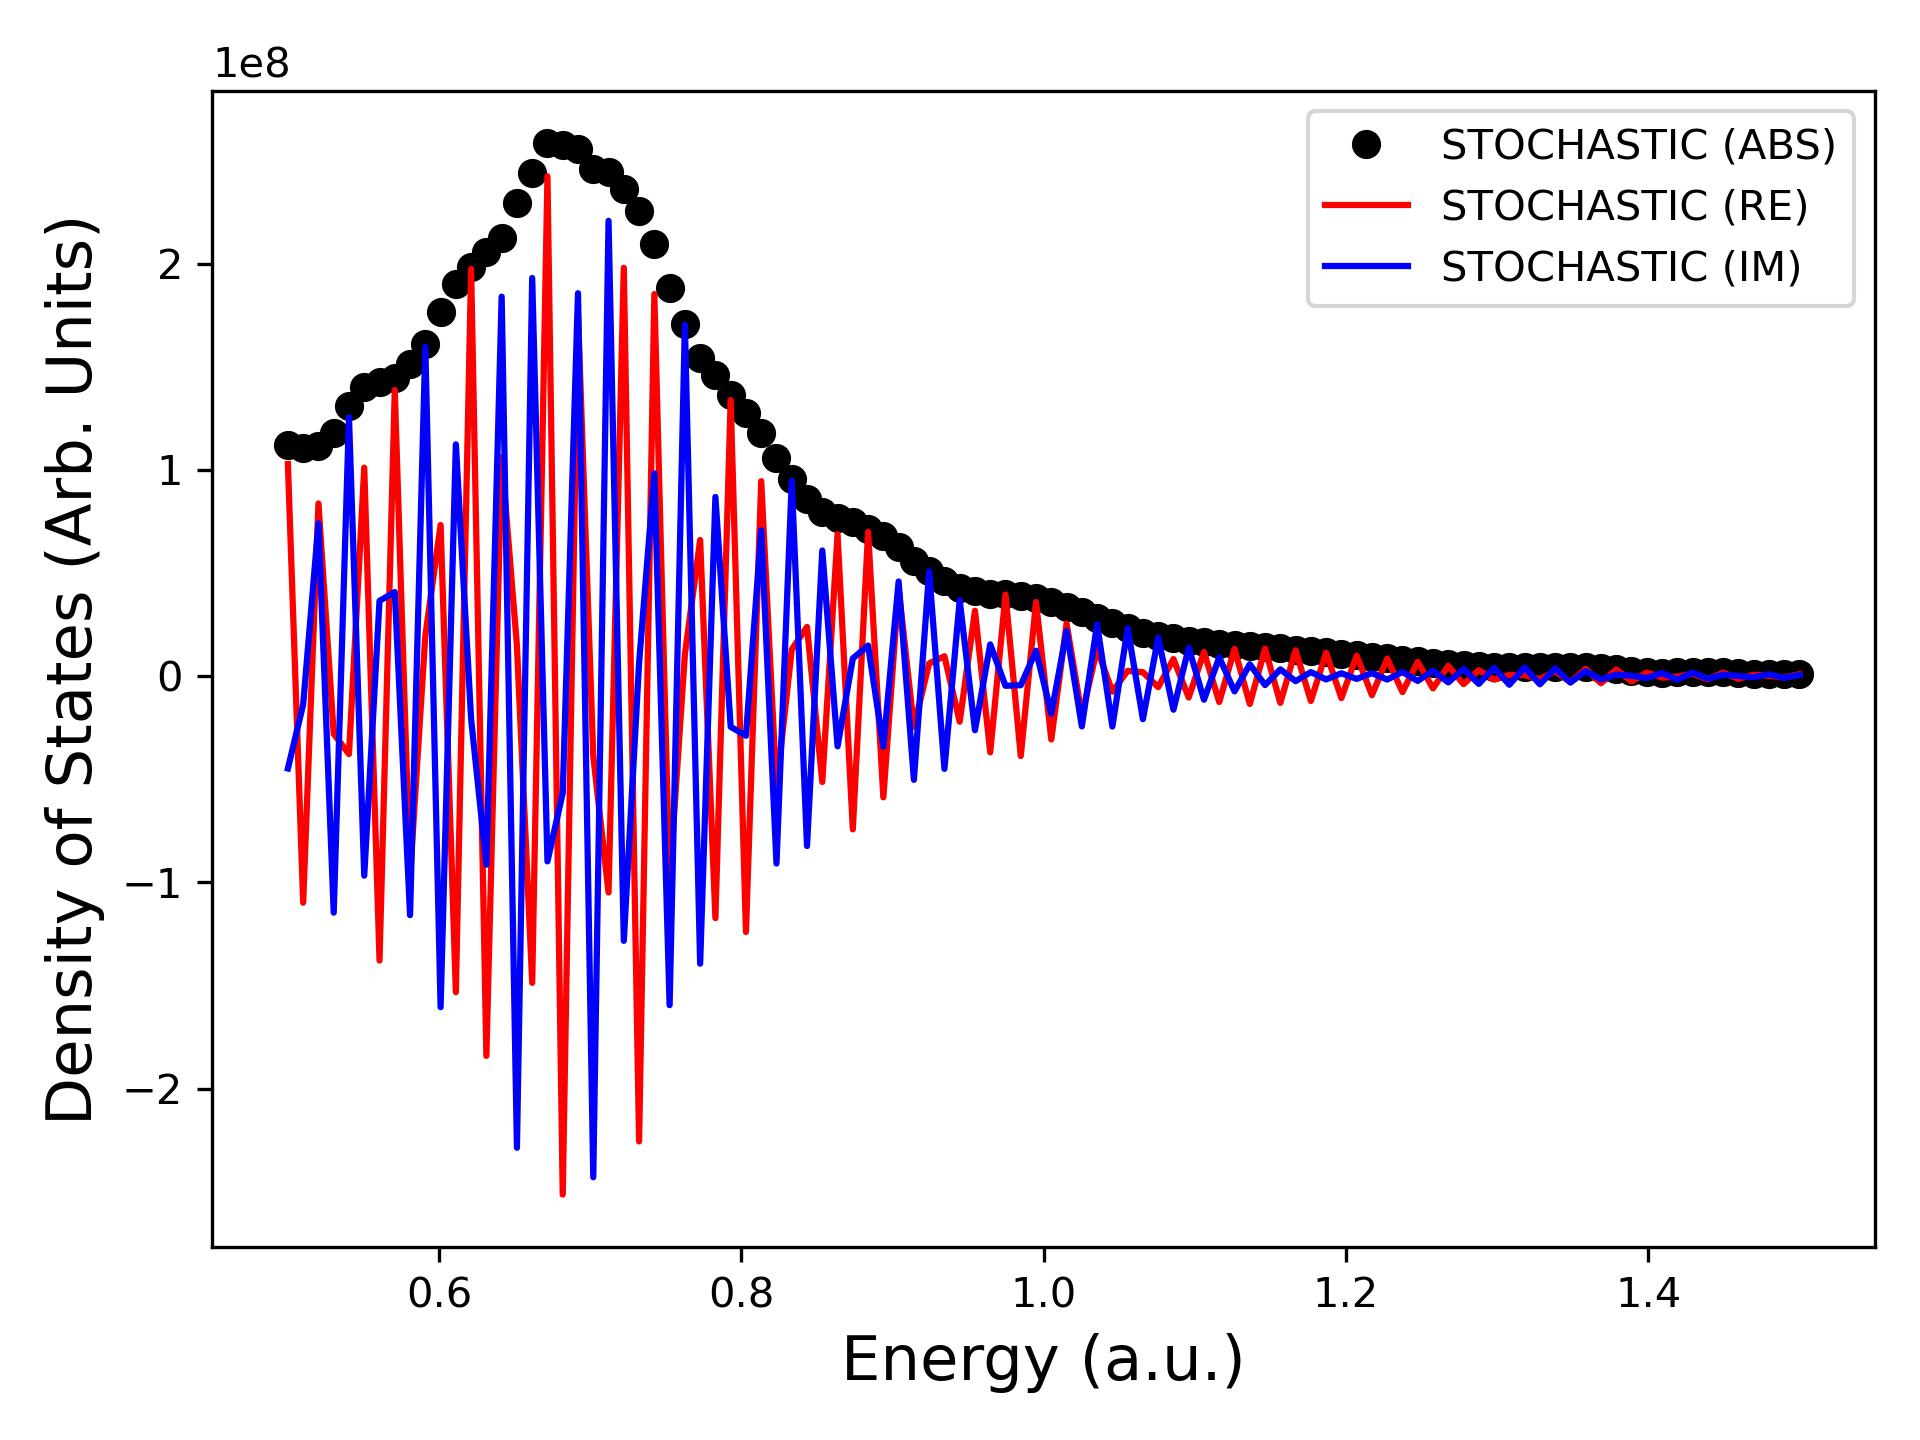 1e8
STOCHASTIC (ABS)
STOCHASTIC (RE)
STOCHASTIC (IM)
Density of States (Arb. Units)
2
1
0
−1
−2
0.6 0.8 1.0 1.2 1.4
Energy (a.u.)